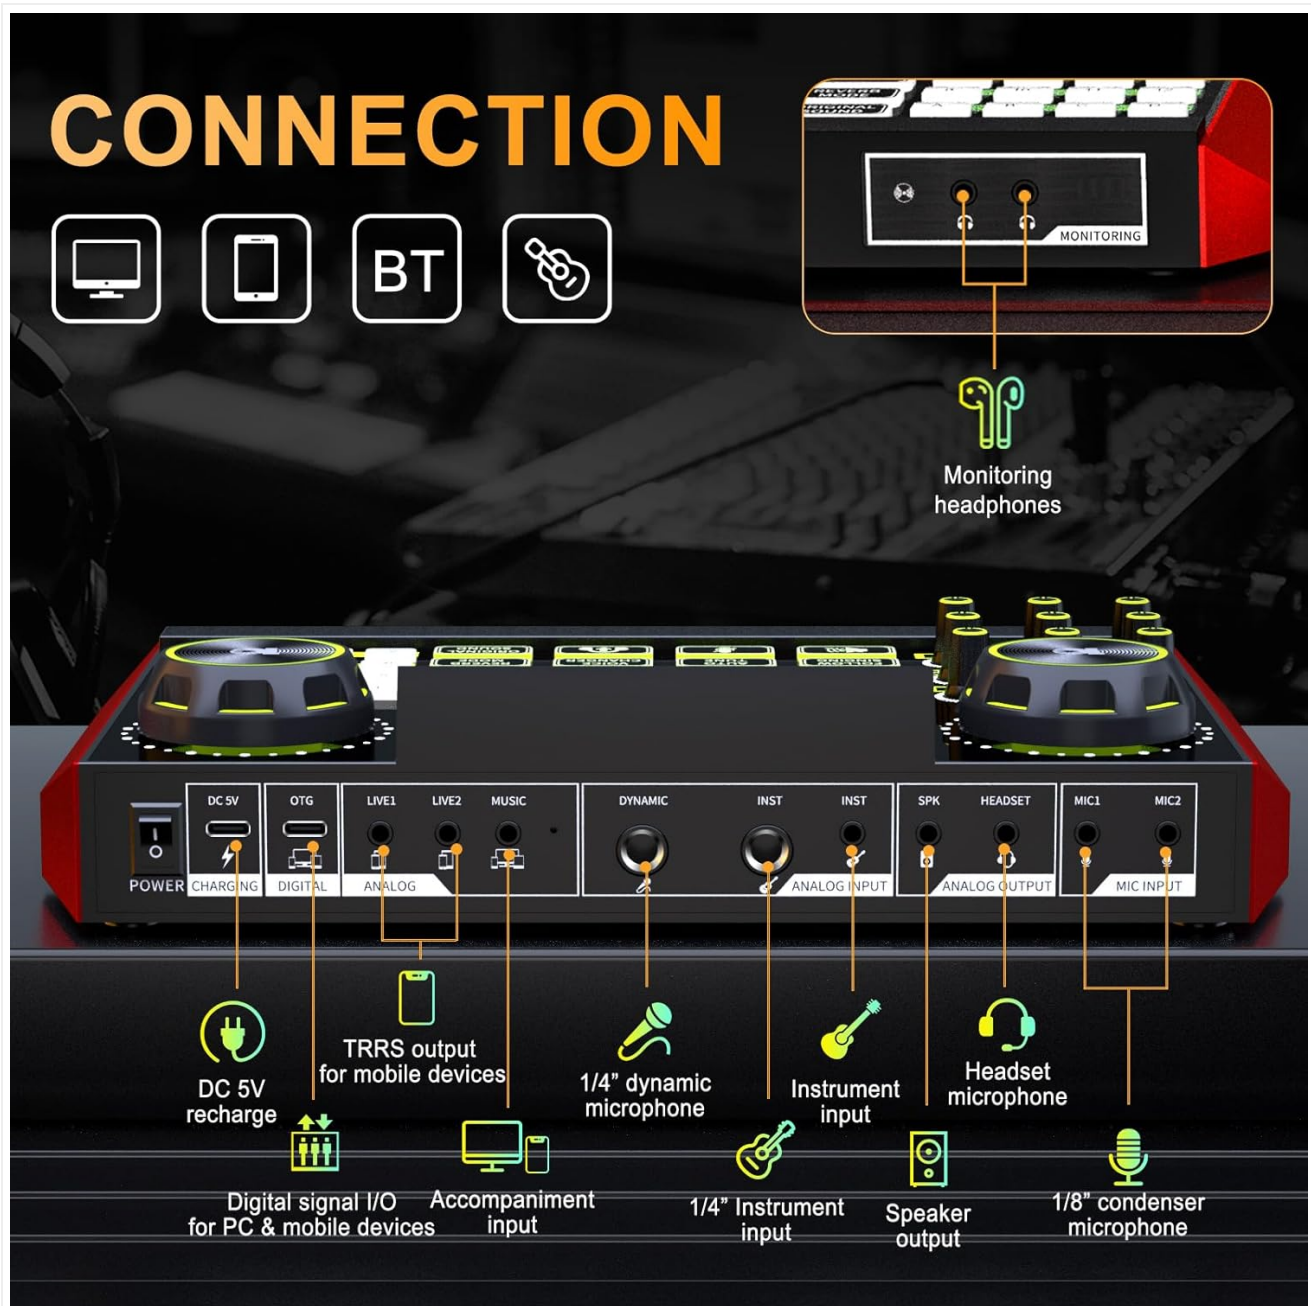 CONNECTION
BT
MONITORING
Monitoring
headphones
DC 5V
OTG
LIVE1
LIVE2
MUSIC
DYNAMIC
INST
INST
SPK
HEADSET
MIC1
MIC2
POWER
CHARGING
DIGITAL
ANALOG
ANALOG INPUT
ANALOG OUTPUT
MIC INPUT
DC 5V
recharge
TRRS output
for mobile devices
1/4” dynamic
microphone
Instrument
input
Headset
microphone
Digital signal I/O
for PC & mobile devices
Accompaniment
input
1/4” Instrument
input
Speaker
output
1/8” condenser
microphone